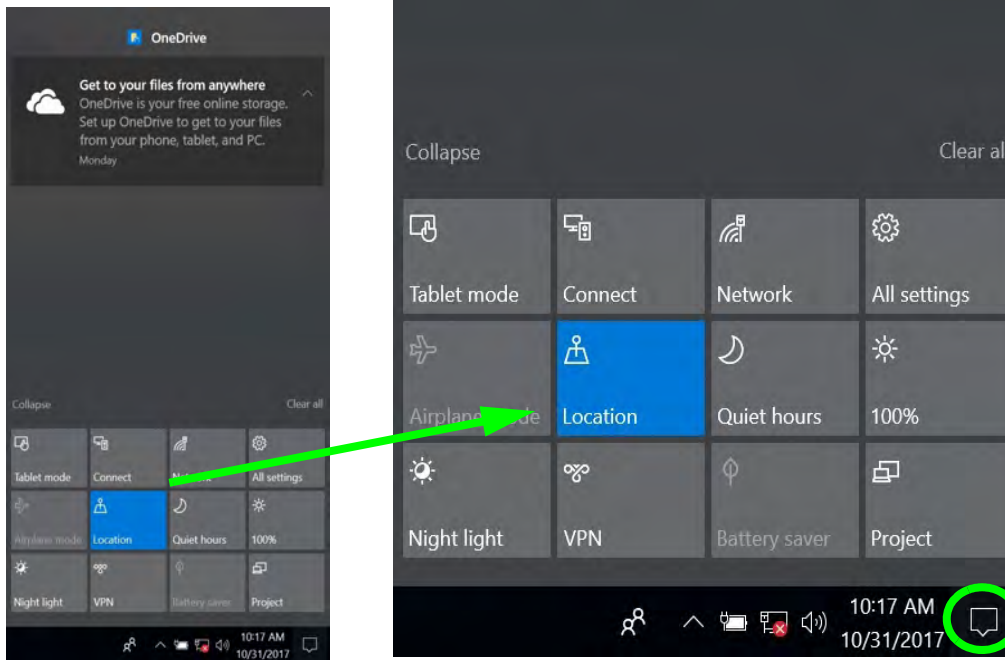 OneDrive
Get to your files from anywhere
OneDrive is your free online storage.
Set up OneDrive to get to your files
from your phone, tablet, and PC.
Monday
Collapse Clear all
Tablet mode Connect All settings
Airplane mode Location Quiet hours 100%
Night light VPN Battery saver Project
10:17 AM
10/31/2017
Collapse Clear al
Tablet mode Connect Network All settings
Airplane de Location Quiet hours 100%
Night light VPN Battery saver Project
10:17 AM
10/31/2017